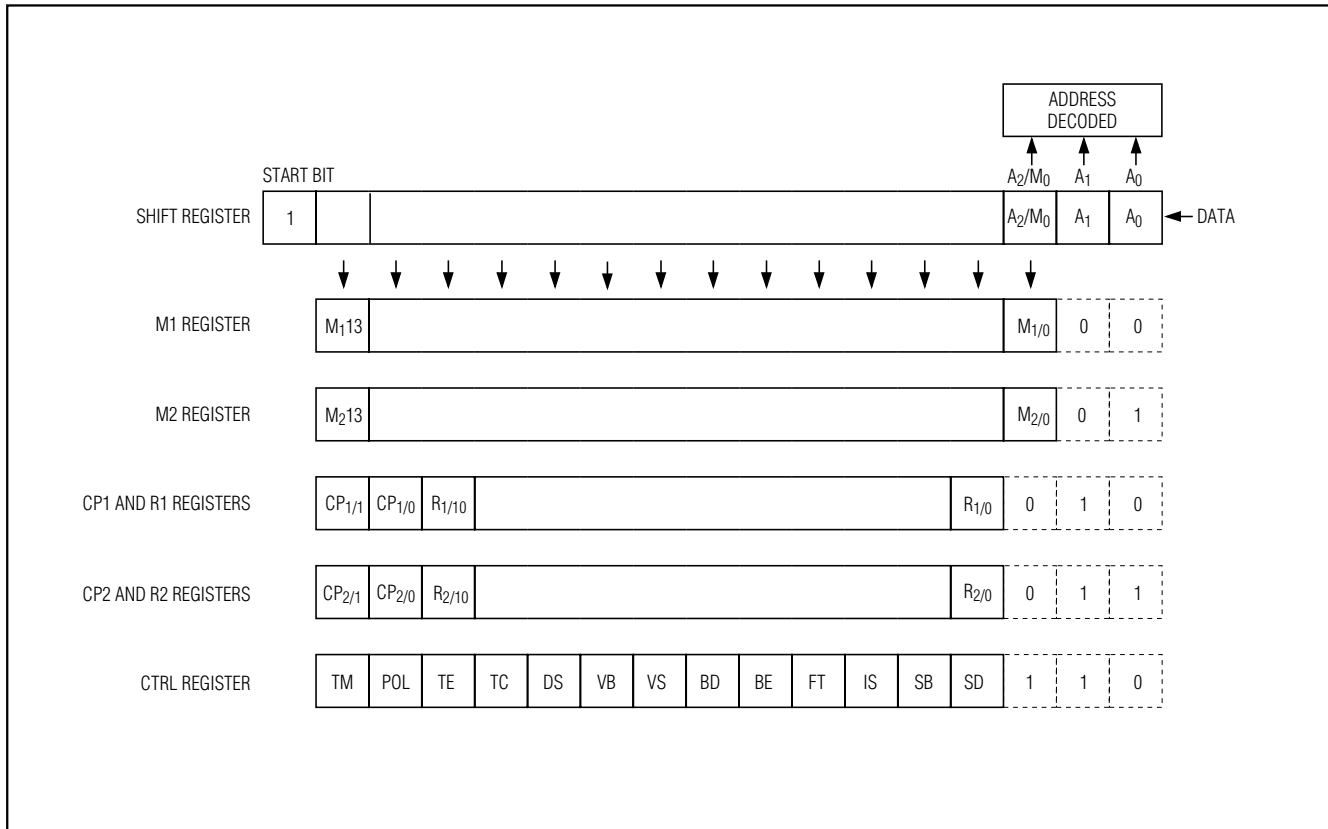 ADDRESS
DECODED
START BIT
A2/M0 A1 A0
SHIFT REGISTER 1 A2/M0 A1 A0 DATA
M1 REGISTER M113 M1/0 0 0
M2 REGISTER M213 M2/0 0 1
CP1 AND R1 REGISTERS CP1/1 CP1/0 R1/10 R1/0 0 1 0
CP2 AND R2 REGISTERS CP2/1 CP2/0 R2/10 R2/0 0 1 1
CTRL REGISTER TM POL TE TC DS VB VS BD BE FT IS SB SD 1 1 0